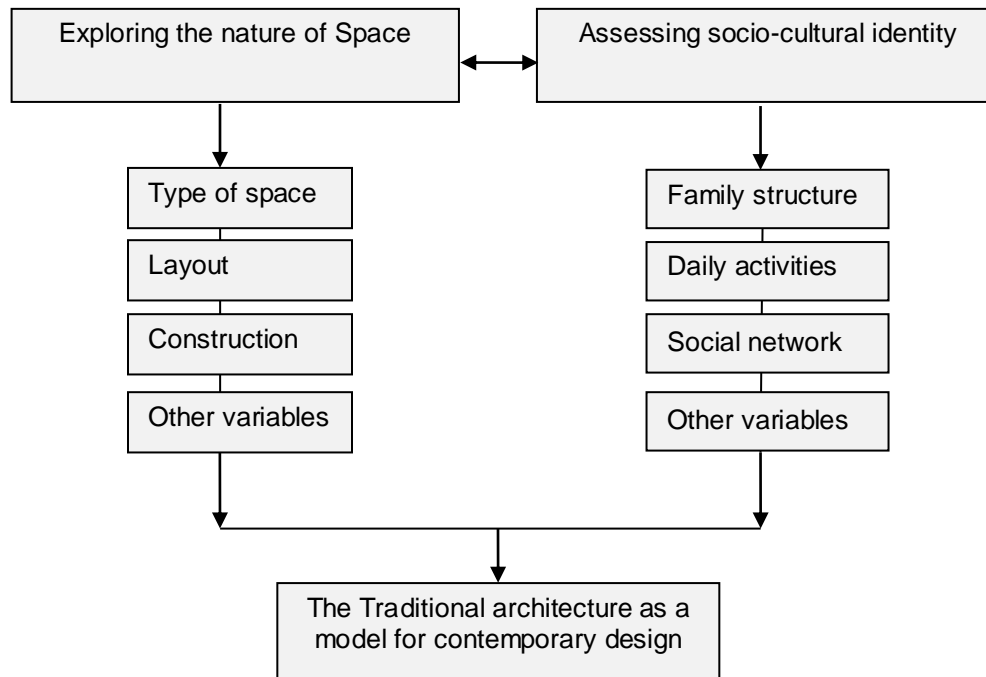 Exploring the nature of Space
Assessing socio-cultural identity
Type of space
Layout
Construction
Other variables
Family structure
Daily activities
Social network
Other variables
The Traditional architecture as a
model for contemporary design